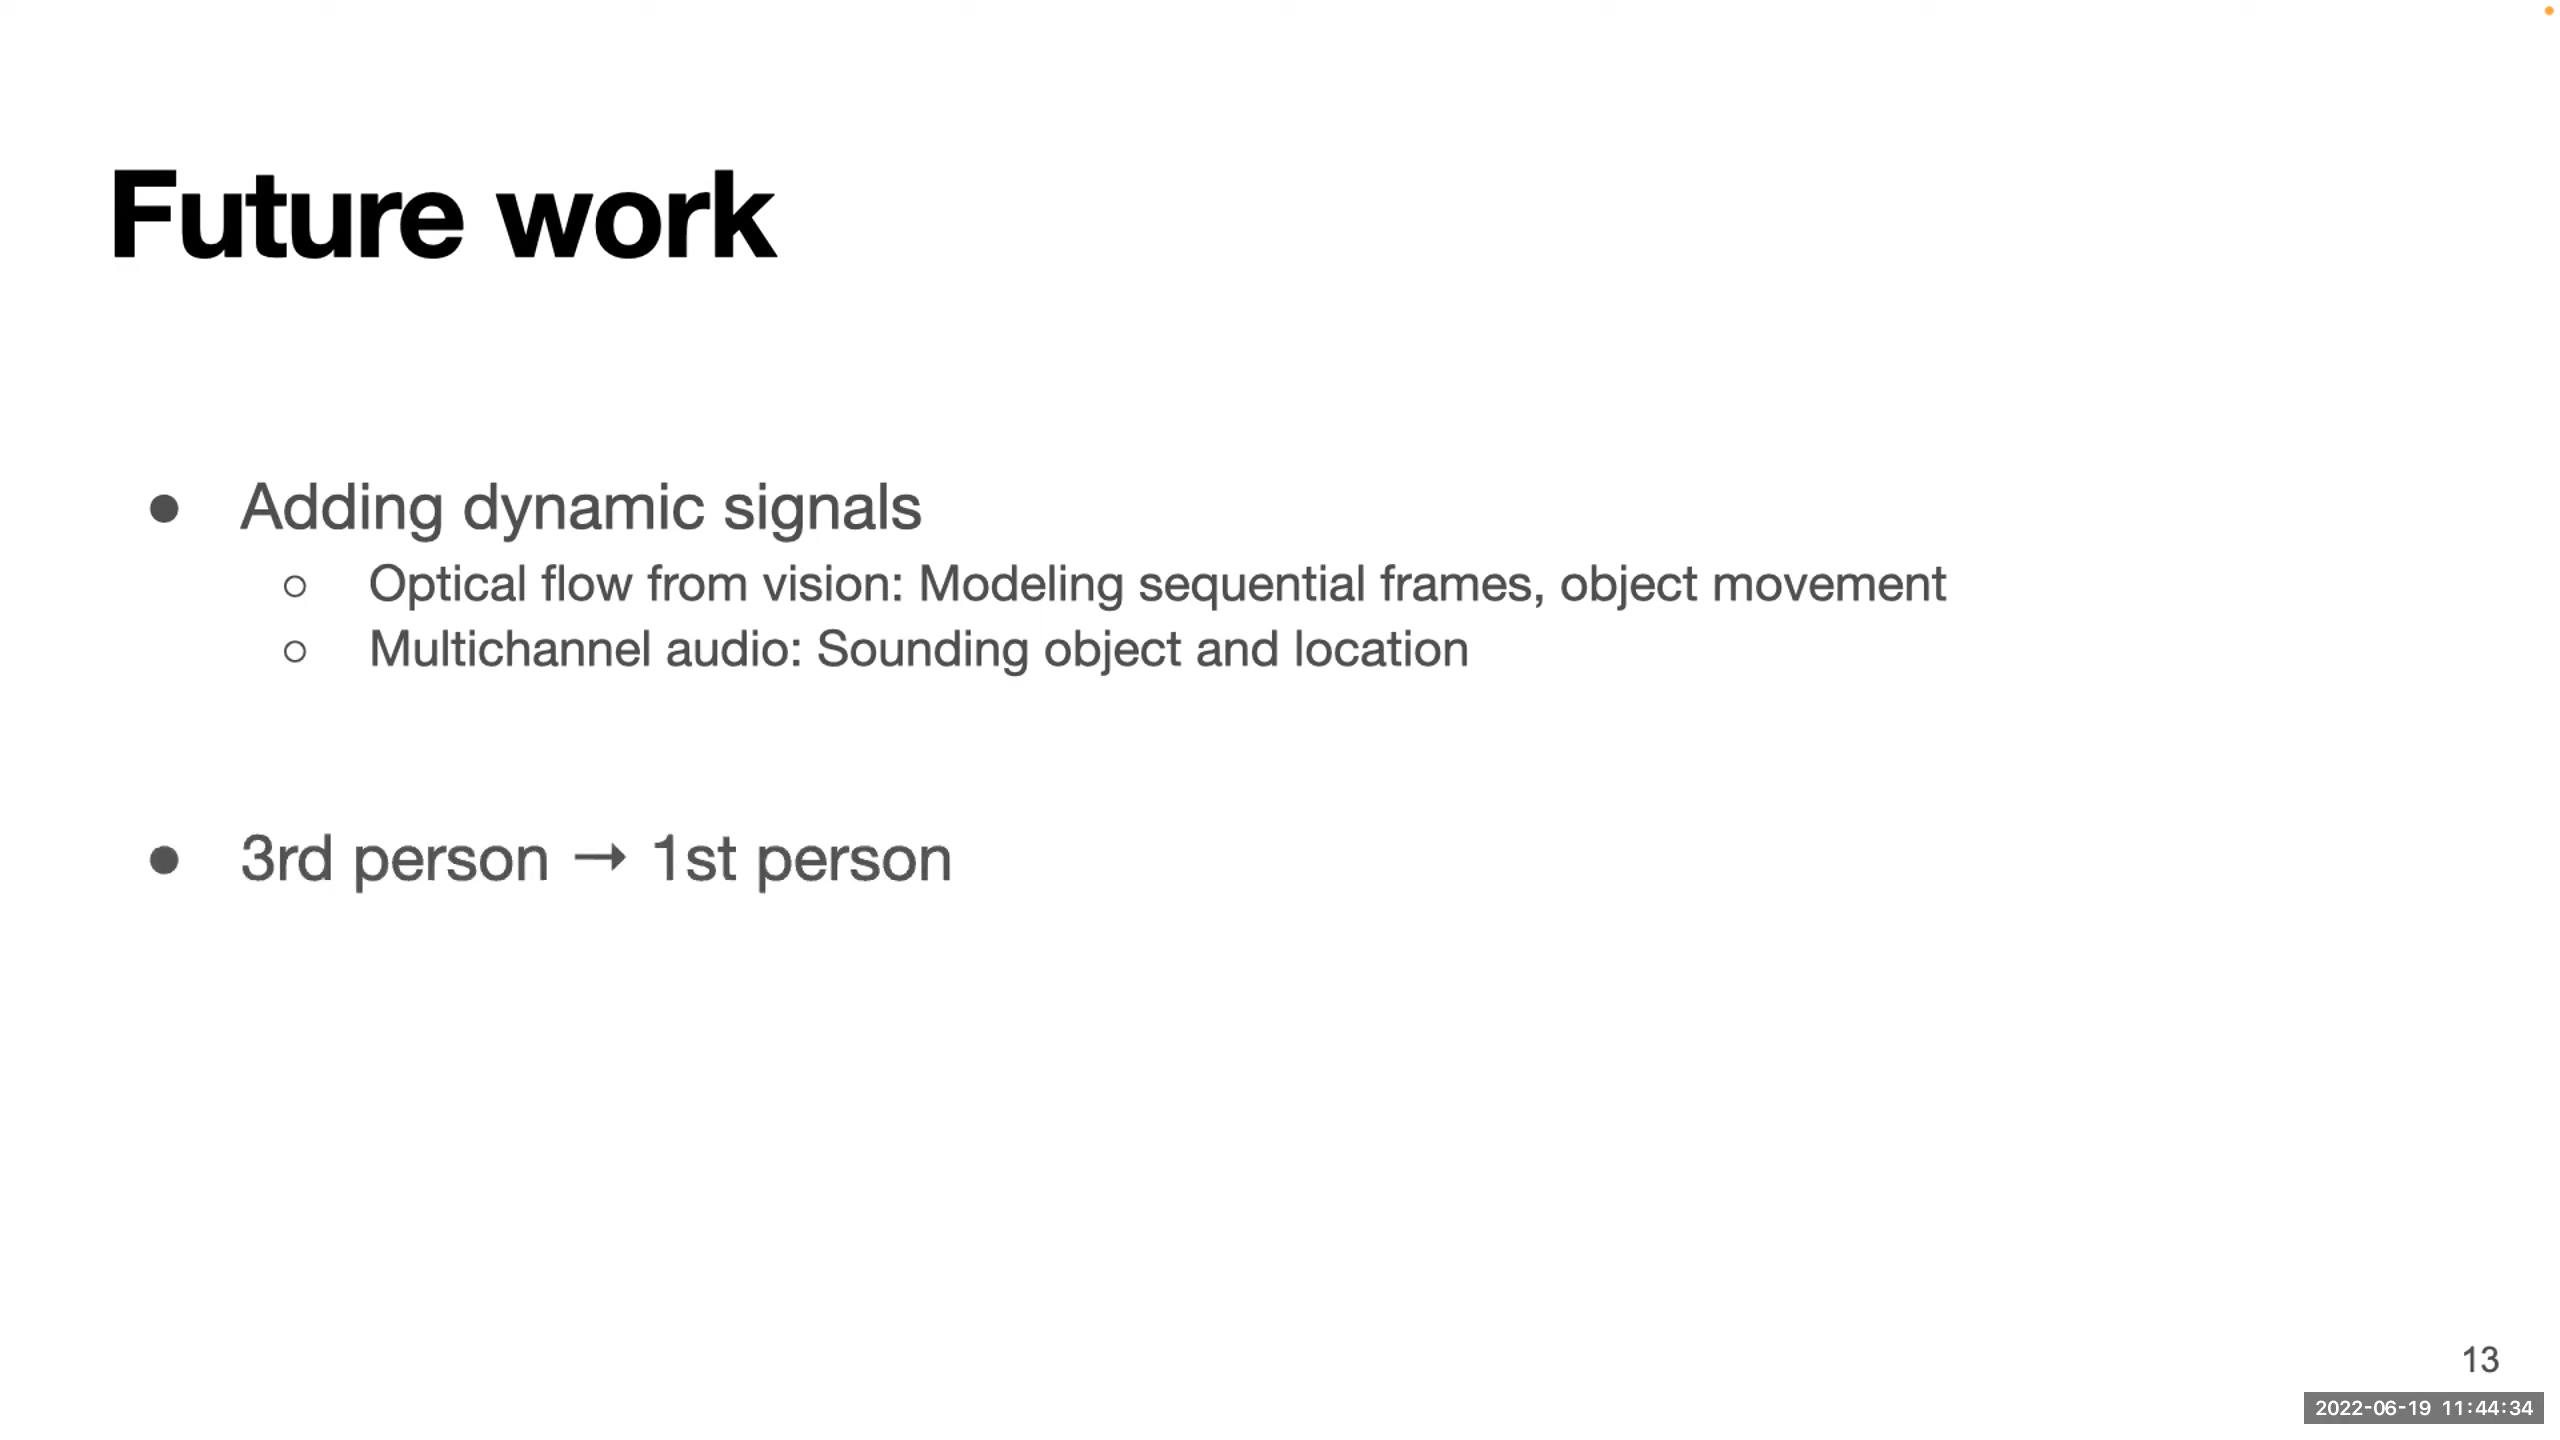 Future work
● Adding dynamic signals
○ Optical flow from vision: Modeling sequential frames, object movement
○ Multichannel audio: Sounding object and location
● 3rd person → 1st person
13
2022-06-19 11:44:34